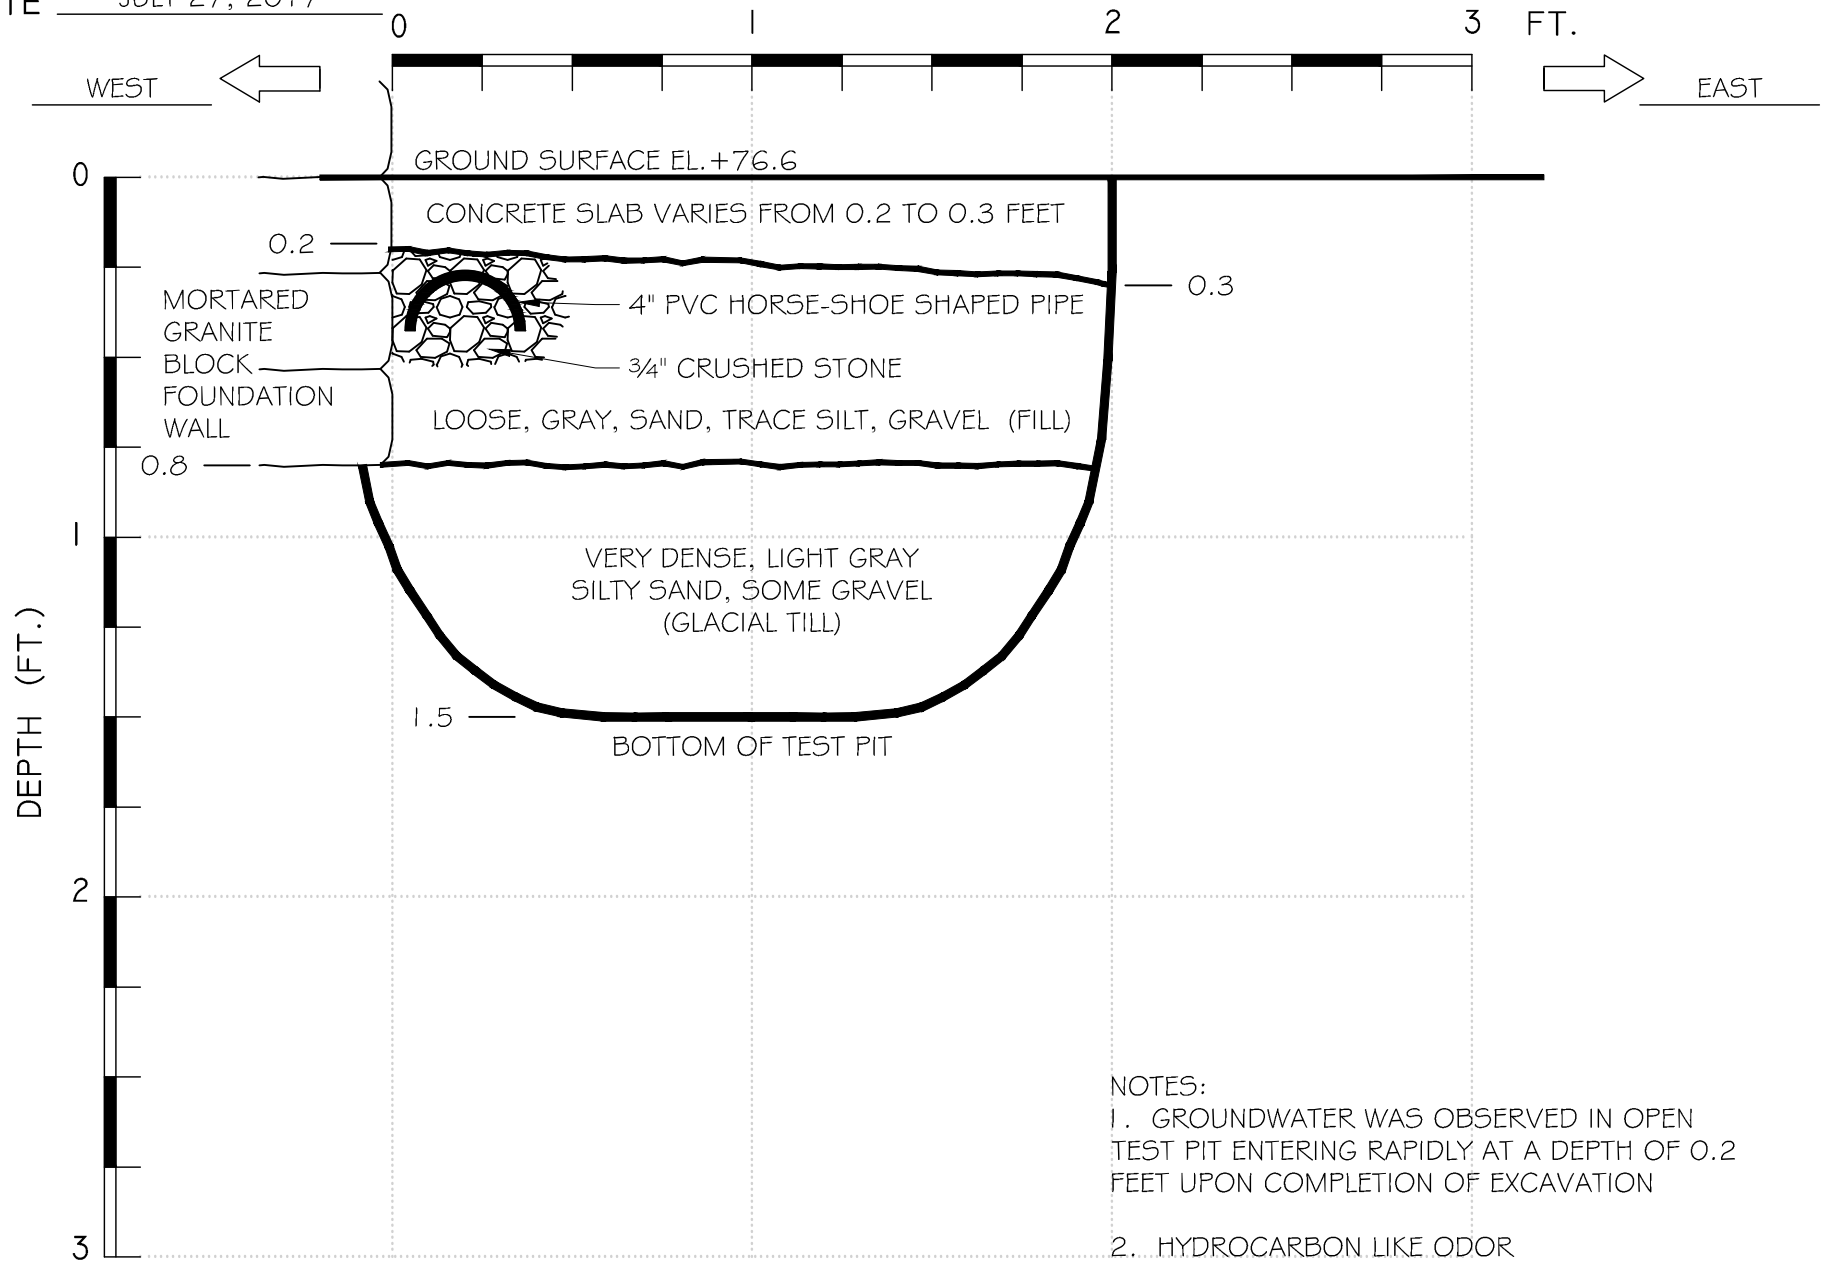 0 1 2 3 FT.
WEST
EAST
GROUND SURFACE EL.+76.6
0
CONCRETE SLAB VARIES FROM 0.2 TO 0.3 FEET
0.2
0.3
MORTARED
GRANITE
BLOCK
FOUNDATION
WALL
4" PVC HORSE-SHOE SHAPED PIPE
3/4" CRUSHED STONE
LOOSE, GRAY, SAND, TRACE SILT, GRAVEL (FILL)
0.8
1
VERY DENSE, LIGHT GRAY
SILTY SAND, SOME GRAVEL
(GLACIAL TILL)
DEPTH (FT.)
1.5
BOTTOM OF TEST PIT
2
NOTES:
1. GROUNDWATER WAS OBSERVED IN OPEN
TEST PIT ENTERING RAPIDLY AT A DEPTH OF 0.2
FEET UPON COMPLETION OF EXCAVATION
2. HYDROCARBON LIKE ODOR
3